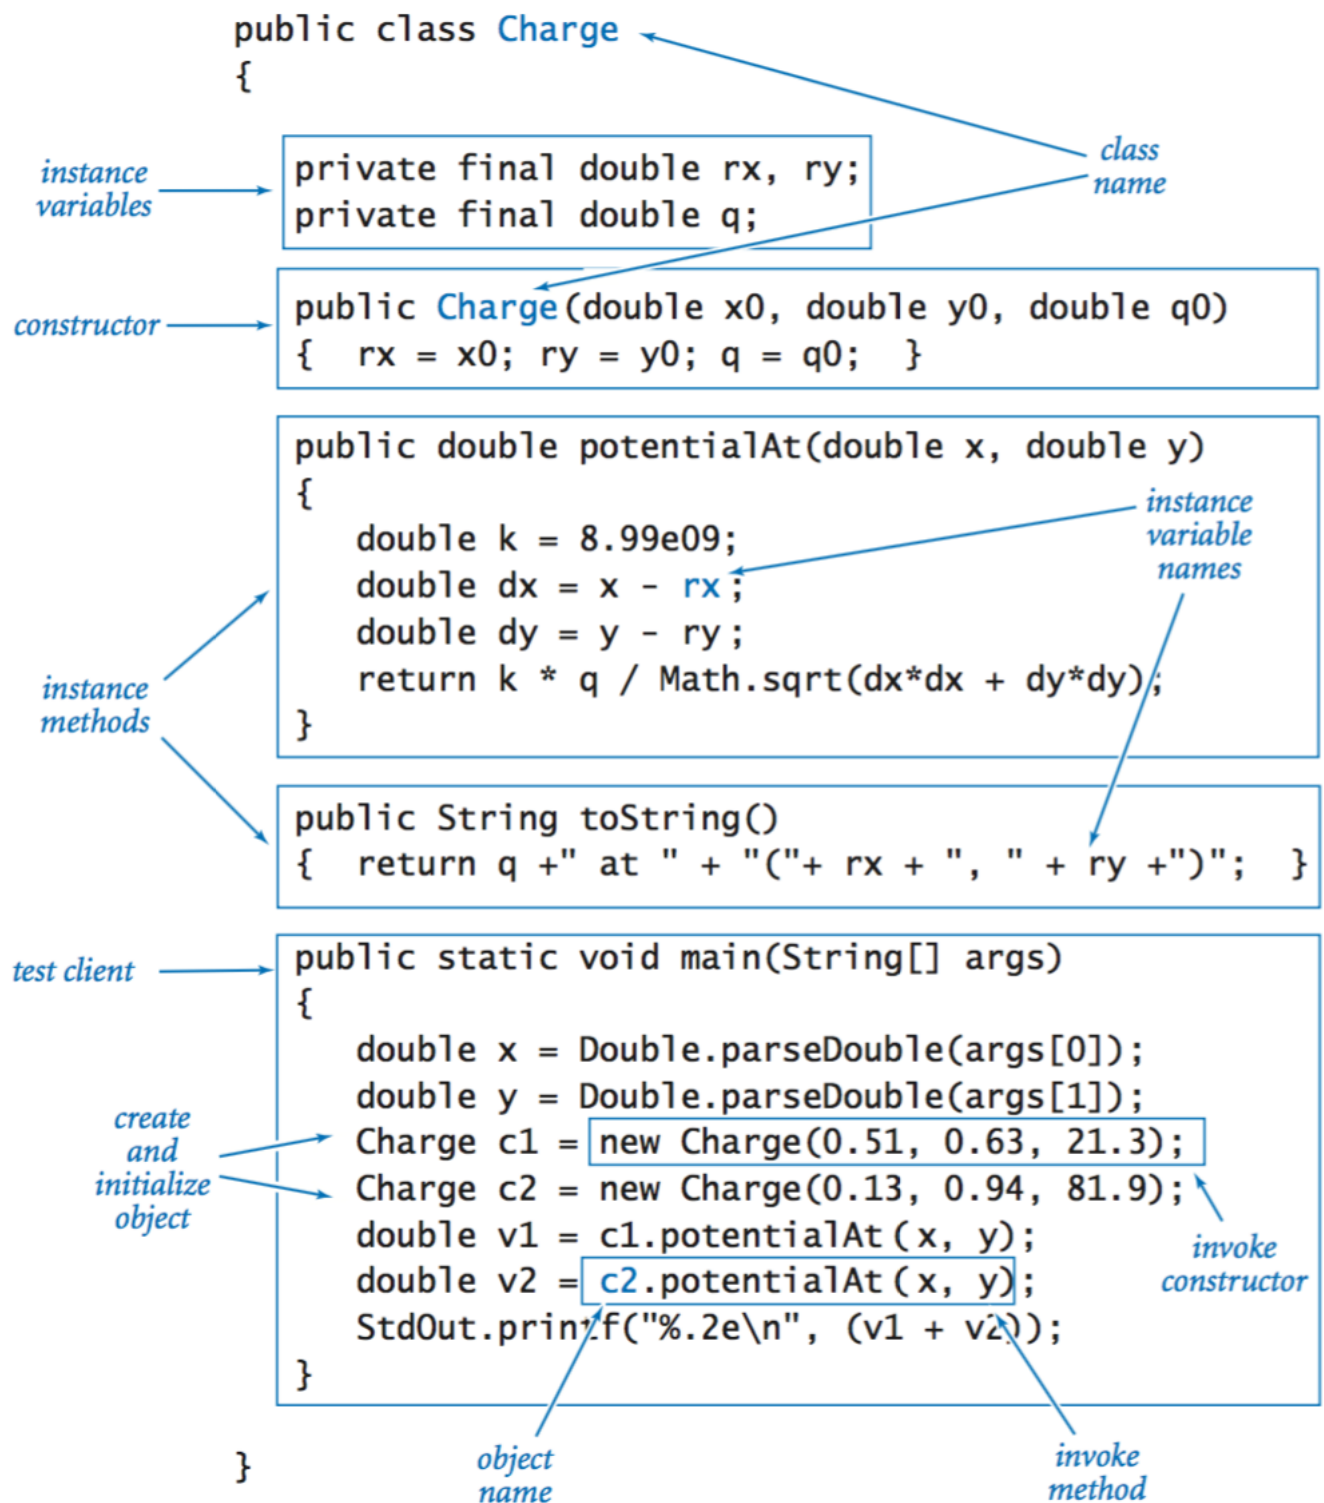 public class Charge
{
class
name
instance
variables
private final double rx, ry;
private final double q;
constructor
public Charge(double x0, double y0, double q0)
{ rx = x0; ry = y0; q = q0; }
instance
methods
public double potentialAt(double x, double y)
{
double k = 8.99e09;
double dx = x - rx;
double dy = y - ry;
return k * q / Math.sqrt(dx*dx + dy*dy);
}
instance
variable
names
public String toString()
{ return q +" at " + "("+ rx + ", " + ry +")"; }
test client
public static void main(String[] args)
{
double x = Double.parseDouble(args[0]);
double y = Double.parseDouble(args[1]);
Charge c1 = new Charge(0.51, 0.63, 21.3);
Charge c2 = new Charge(0.13, 0.94, 81.9);
double v1 = c1.potentialAt(x, y);
double v2 = c2.potentialAt(x, y);
StdOut.printf("%.2e\n", (v1 + v2));
}
create
and
initialize
object
invoke
constructor
}
object
name
invoke
method